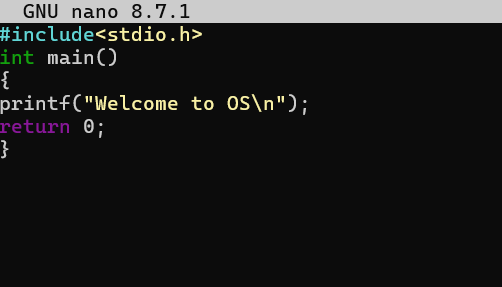 GNU nano 8.7.1
#include<stdio.h>
int main()
{
printf("Welcome to OS\n");
return 0;
}